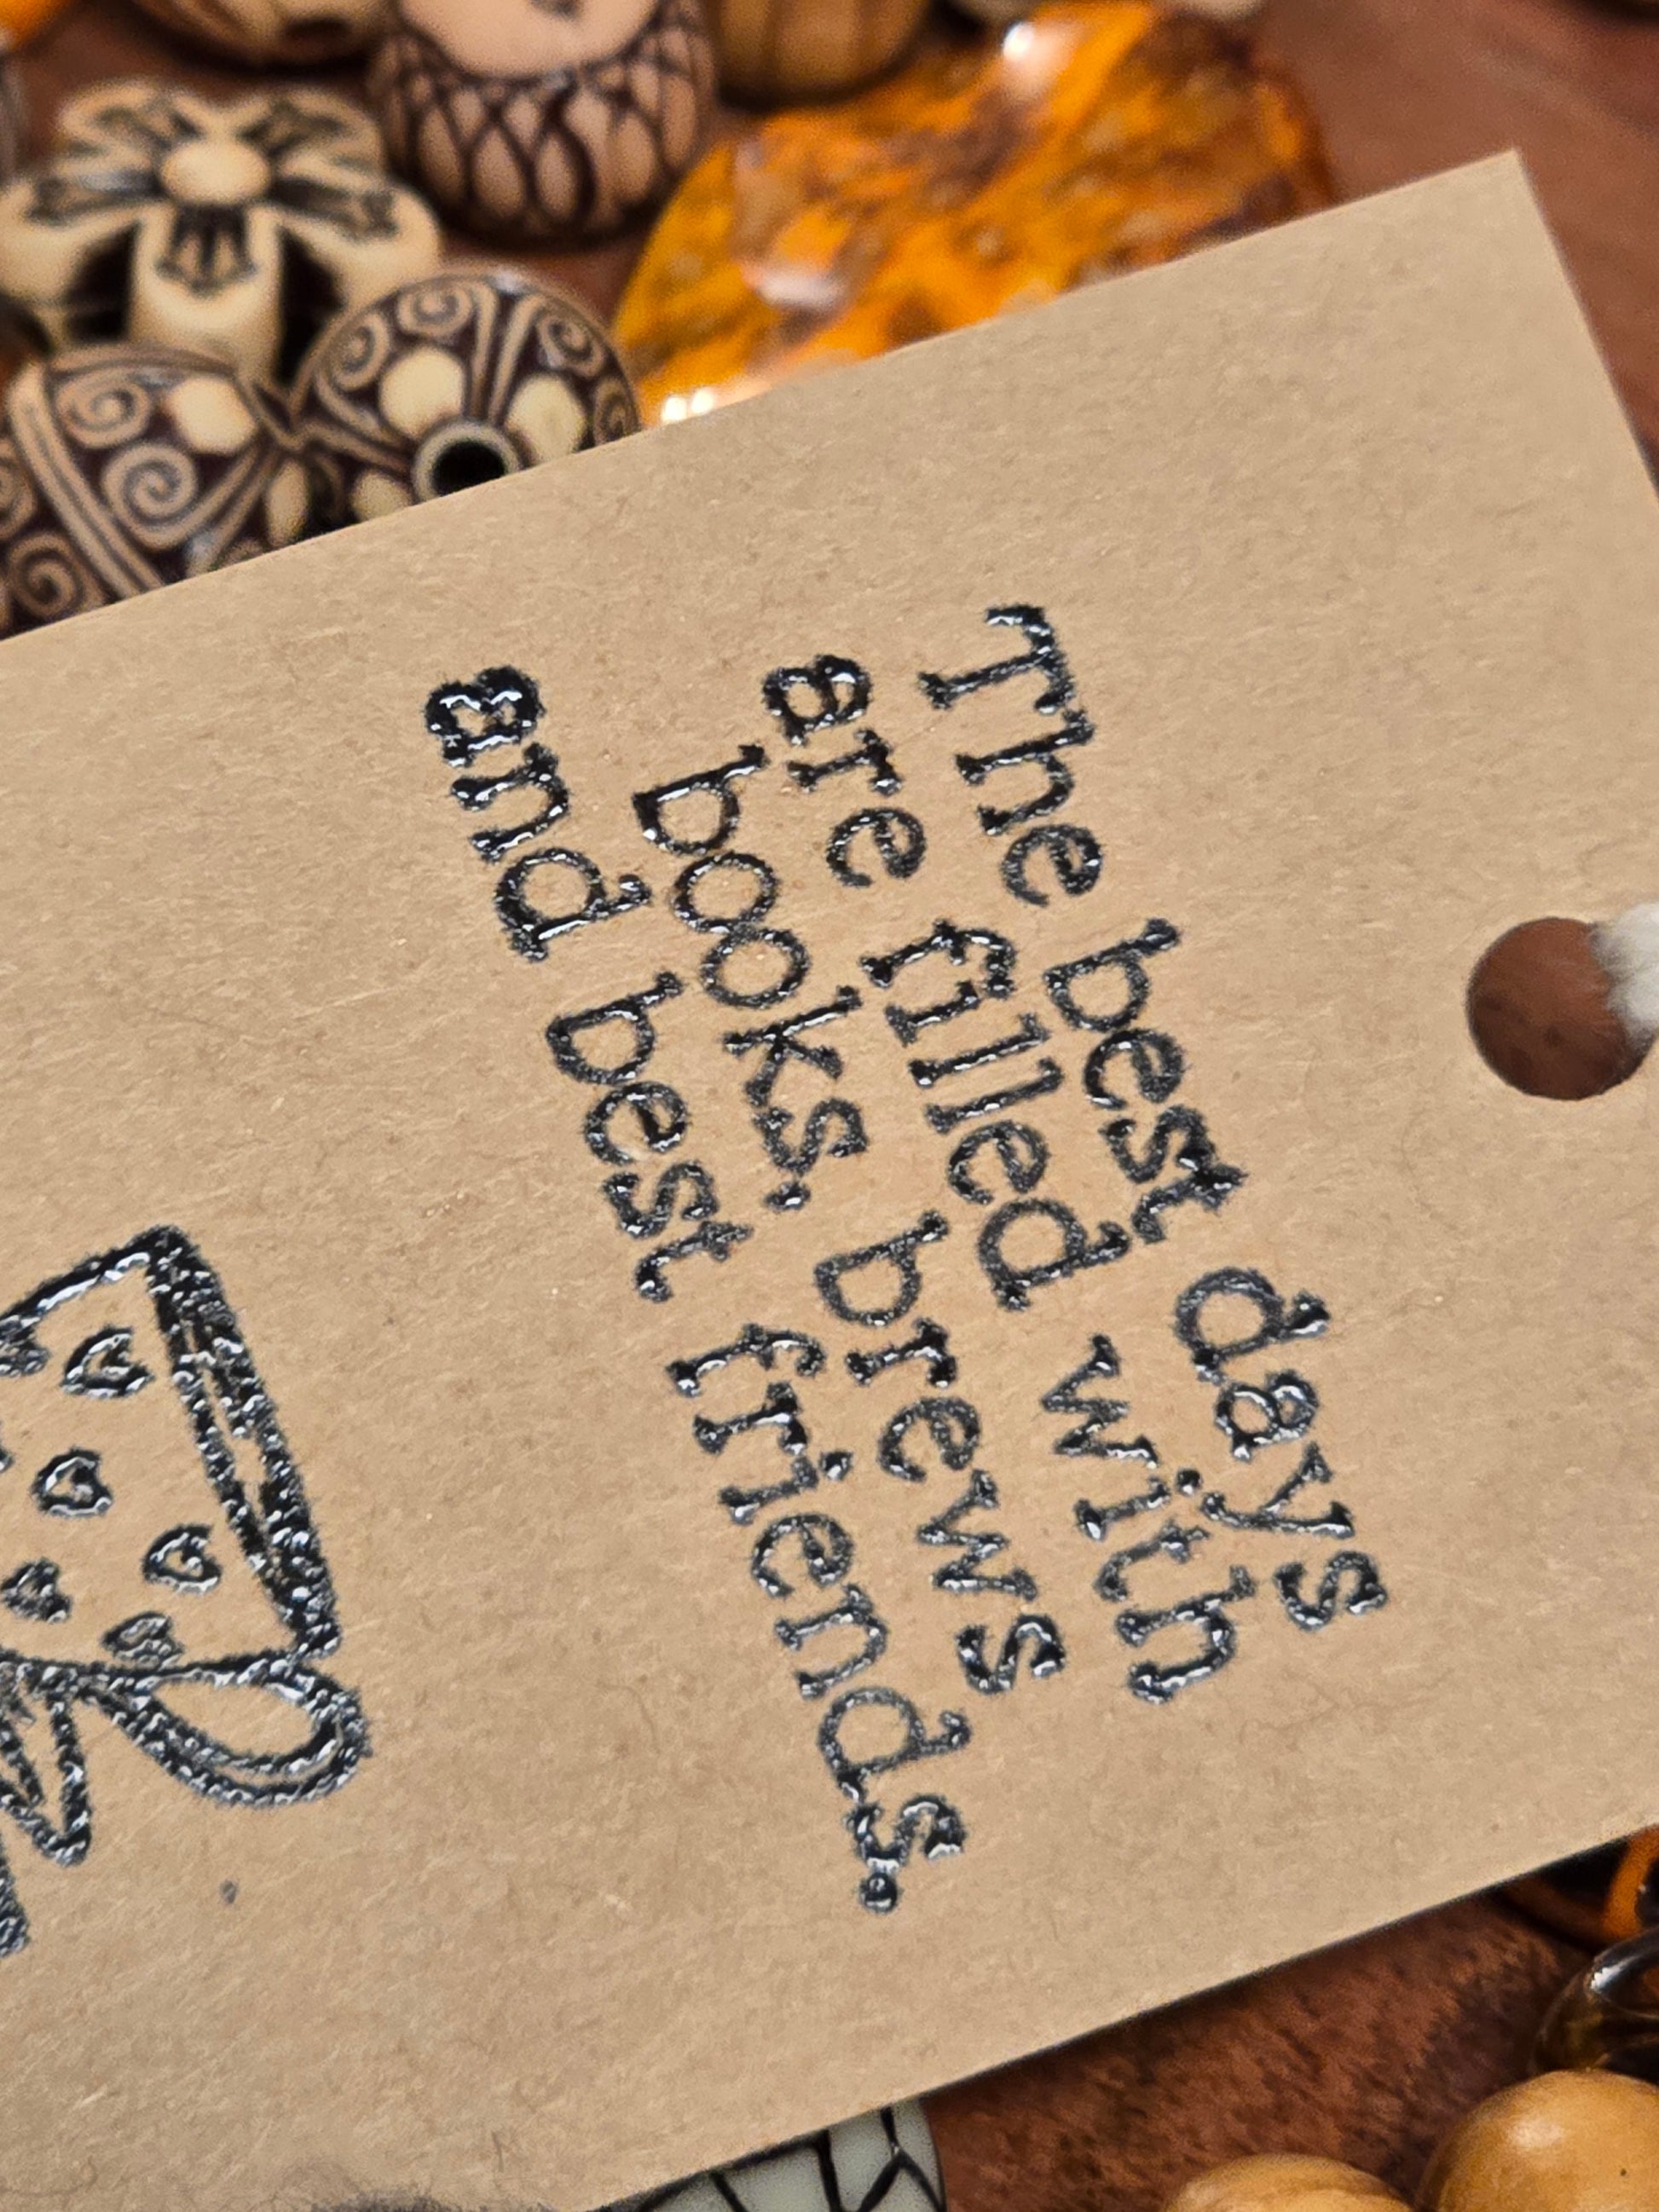 The best days
are filled with
books, brews
and best friends.